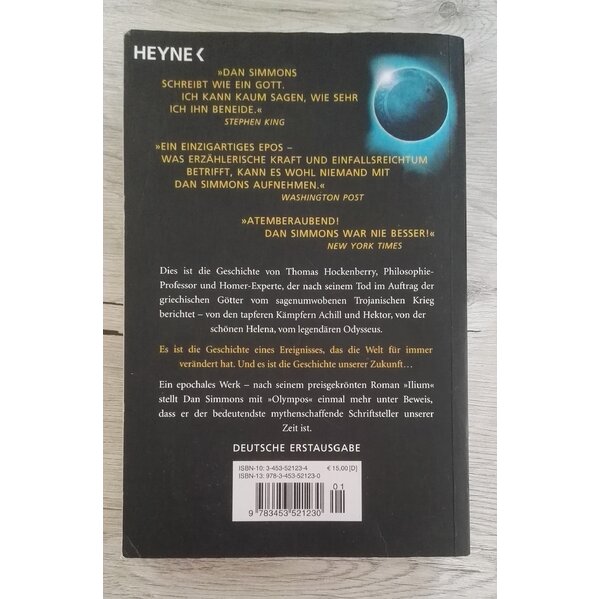 HEYNE<
»DAN SIMMONS
SCHREIBT WIE EIN GOTT.
ICH KANN KAUM SAGEN, WIE SEHR
ICH IHN BENEIDE.«
STEPHEN KING
»EIN EINZIGARTIGES EPOS –
WAS ERZÄHLERISCHE KRAFT UND EINFALLSREICHTUM
BETRIFFT, KANN ES WOHL NIEMAND MIT
DAN SIMMONS AUFNEHMEN.«
WASHINGTON POST
»ATEMBERAUBEND!
DAN SIMMONS WAR NIE BESSER!«
NEW YORK TIMES
Dies ist die Geschichte von Thomas Hockenberry, Philosophie-
Professor und Homer-Experte, der nach seinem Tod im Auftrag der
griechischen Götter vom sagenumwobenen Trojanischen Krieg
berichtet – von den tapferen Kämpfern Achill und Hektor, von der
schönen Helena, vom legendären Odysseus.
Es ist die Geschichte eines Ereignisses, das die Welt für immer
verändert hat. Und es ist die Geschichte unserer Zukunft…
Ein epochales Werk – nach seinem preisgekrönten Roman »Ilium«
stellt Dan Simmons mit »Olympos« einmal mehr unter Beweis,
dass er der bedeutendste mythenschaffende Schriftsteller unserer
Zeit ist.
DEUTSCHE ERSTAUSGABE
ISBN-10: 3-453-52123-4 € 15,00 [D]
ISBN-13: 978-3-453-52123-0
01
9 783453 521230